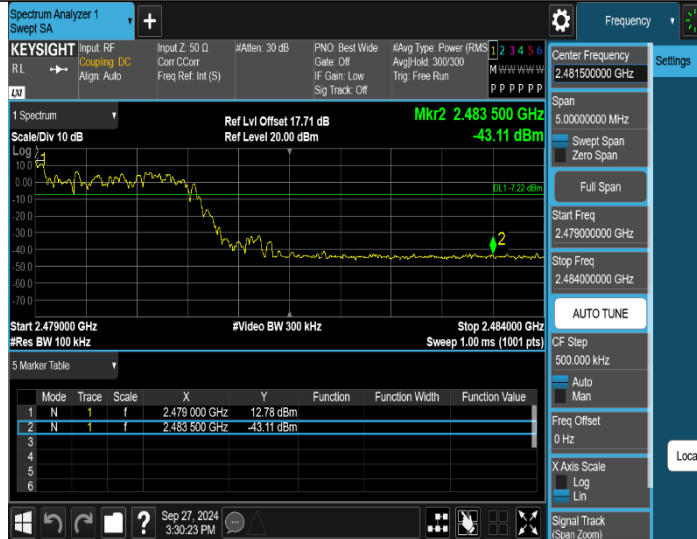 Spectrum Analyzer 1
Swept SA
+
Frequency
KEYSIGHT
RL
LXI
Input: RF
Coupling: DC
Align: Auto
Input Z: 50 Ω
Corr CCorr
Freq Ref: Int (S)
#Atten: 30 dB
PNO: Best Wide
Gate: Off
IF Gain: Low
Sig Track: Off
#Avg Type: Power (RMS
Avg|Hold: 300/300
Trig: Free Run
1 2 3 4 5 6
M W W W W W
P P P P P P
1 Spectrum
Scale/Div 10 dB
Ref Lvl Offset 17.71 dB
Ref Level 20.00 dBm
Mkr2 2.483 500 GHz
-43.11 dBm
Log
10.0
0.00
-10.0
-20.0
-30.0
-40.0
-50.0
-60.0
-70.0
1
DL1 -7.22 dBm
2
Start 2.479000 GHz
#Res BW 100 kHz
#Video BW 300 kHz
Stop 2.484000 GHz
Sweep 1.00 ms (1001 pts)
5 Marker Table
Mode Trace Scale X Y Function Function Width Function Value
1 N 1 f 2.479 000 GHz 12.78 dBm
2 N 1 f 2.483 500 GHz -43.11 dBm
3
4
5
6
?
Sep 27, 2024
3:30:23 PM
Center Frequency
2.481500000 GHz
Settings
Span
5.00000000 MHz
Swept Span
Zero Span
Full Span
Start Freq
2.479000000 GHz
Stop Freq
2.484000000 GHz
AUTO TUNE
CF Step
500.000 kHz
Auto
Man
Freq Offset
0 Hz
X Axis Scale
Log
Lin
Loca
Signal Track
(Span Zoom)